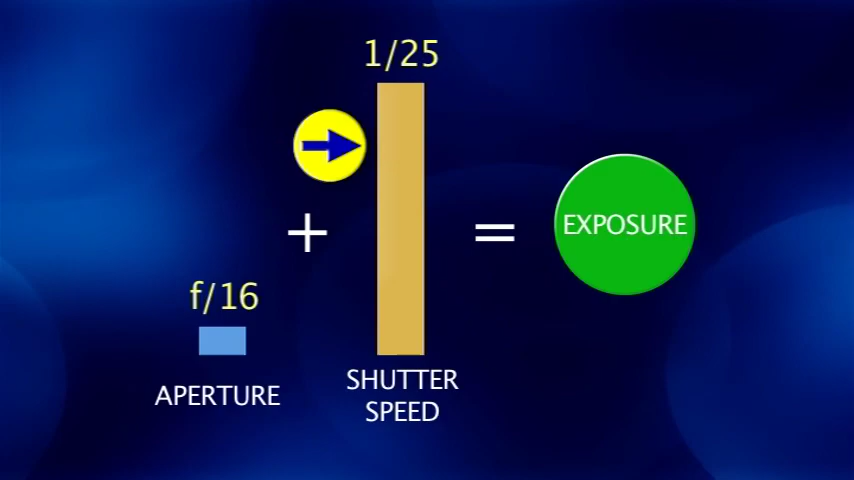 1/25
+
=
EXPOSURE
f/16
APERTURE
SHUTTER
SPEED